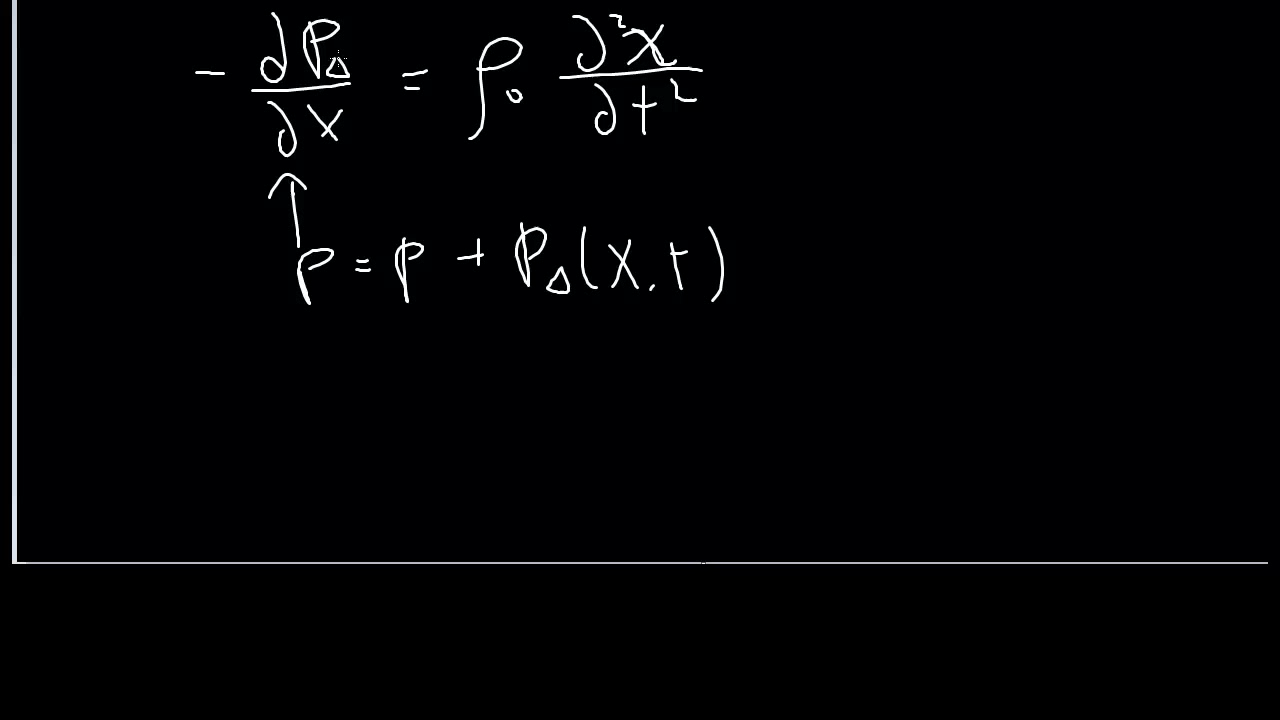 - ∂P_Δ/∂x = ρ₀ ∂²x/∂t²
P = P + P_Δ(x,t)